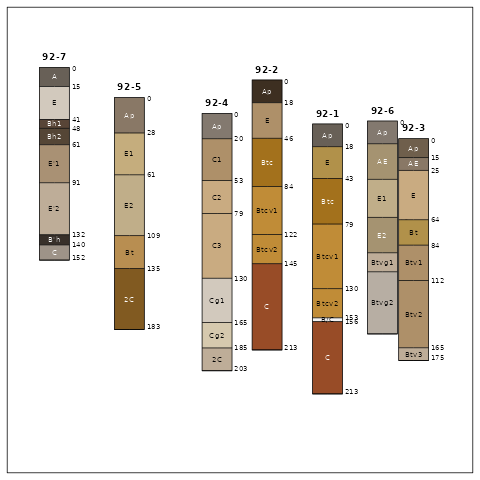 92-7
0
A
15
E
41
Bh1
48
Bh2
61
E'1
91
E'2
132
B'h
140
C
152
92-5
0
Ap
28
E1
61
E2
109
Bt
135
2C
183
92-4
0
Ap
20
C1
53
C2
79
C3
130
Cg1
165
Cg2
185
2C
203
92-2
0
Ap
18
E
46
Btc
84
Btcv1
122
Btcv2
145
C
213
92-1
0
Ap
18
E
43
Btc
79
Btcv1
130
Btcv2
153
B/C
156
C
213
92-6
0
Ap
AE
E1
E2
Btvg1
Btvg2
92-3
0
Ap
15
AE
25
E
64
Bt
84
Btv1
112
Btv2
165
Btv3
175